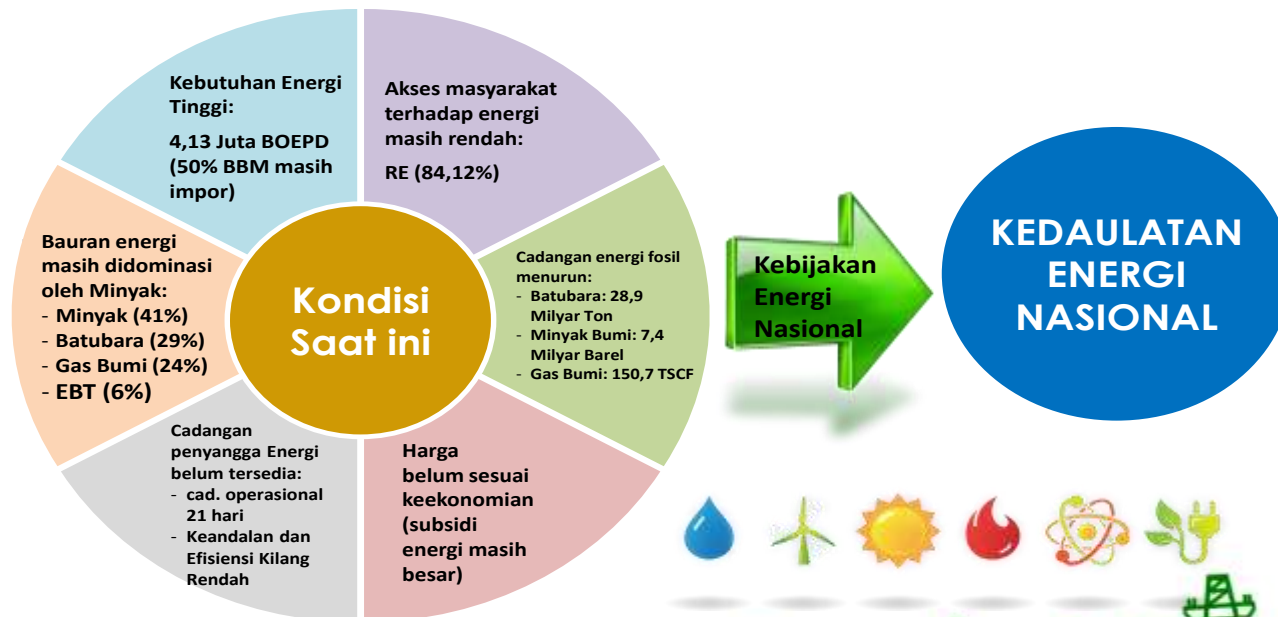 Kebutuhan Energi
Tinggi:
4,13 Juta BOEPD
(50% BBM masih
impor)
Akses masyarakat
terhadap energi
masih rendah:
RE (84,12%)
Bauran energi
masih didominasi
oleh Minyak:
- Minyak (41%)
- Batubara (29%)
- Gas Bumi (24%)
- EBT (6%)
Kondisi
Saat ini
Cadangan energi fosil
menurun:
- Batubara: 28,9
Milyar Ton
- Minyak Bumi: 7,4
Milyar Barel
- Gas Bumi: 150,7 TSCF
Cadangan
penyangga Energi
belum tersedia:
- cad. operasional
21 hari
- Keandalan dan
Efisiensi Kilang
Rendah
Harga
belum sesuai
keekonomian
(subsidi
energi masih
besar)
Kebijakan
Energi
Nasional
KEDAULATAN
ENERGI
NASIONAL